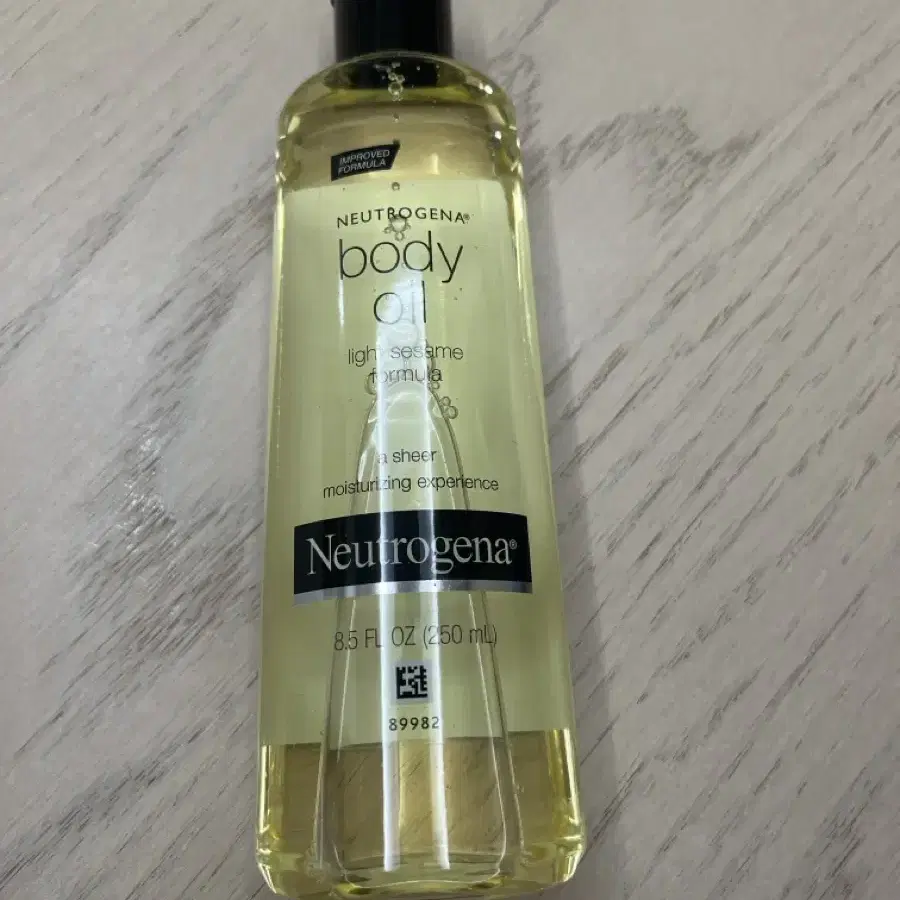 IMPROVED
FORMULA
NEUTROGENA®
body
oil
light sesame
formula
a sheer
moisturizing experience
Neutrogena®
8.5 FL OZ (250 mL)
89982